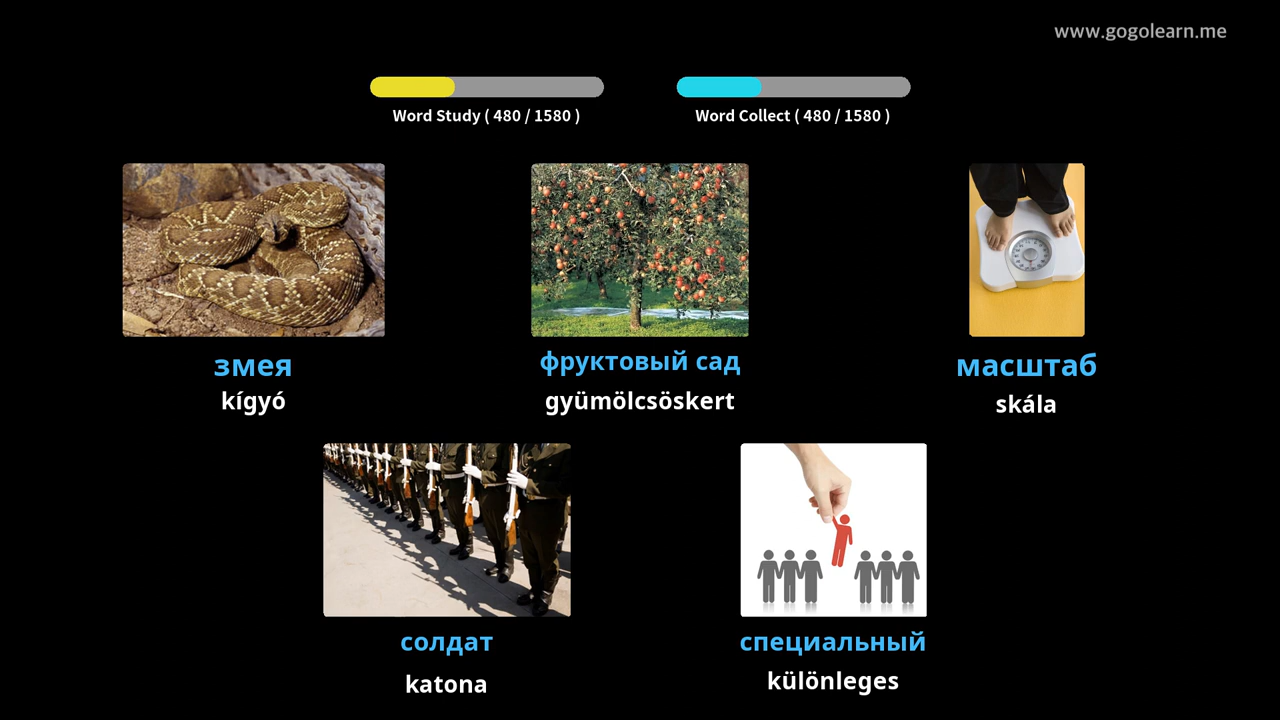 www.gogolearn.me
Word Study ( 480 / 1580 )
Word Collect ( 480 / 1580 )
змея
kígyó
фруктовый сад
gyümölcsöskert
масштаб
skála
солдат
katona
специальный
különleges